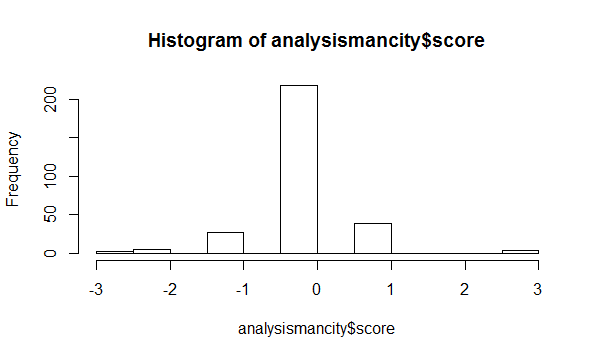 Histogram of analysismancity$score
Frequency
200
100
50
0
-3 -2 -1 0 1 2 3
analysismancity$score